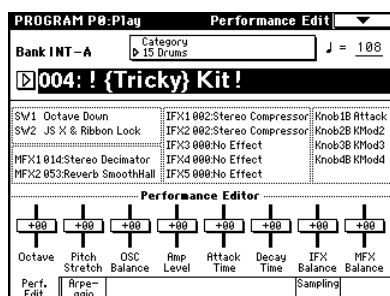 PROGRAM P0:Play Performance Edit
Bank INT-A Category ♩ = 108
15 Drums
004: ! {Tricky} Kit !
SW1 Octave Down IFX1 002:Stereo Compressor Knob1B Attack
SW2 JS X & Ribbon Lock IFX2 002:Stereo Compressor Knob2B KMod2
IFX3 000:No Effect Knob3B KMod3
MFX1 014:Stereo Decimator IFX4 000:No Effect Knob4B KMod4
MFX2 053:Reverb SmoothHall IFX5 000:No Effect
Performance Editor
+00 +00 +00 +00 +00 +00 +00 +00
Octave Pitch Stretch OSC Balance Amp Level Attack Time Decay Time IFX Balance MFX Balance
Perf. Edit Arpe-ggio Sampling